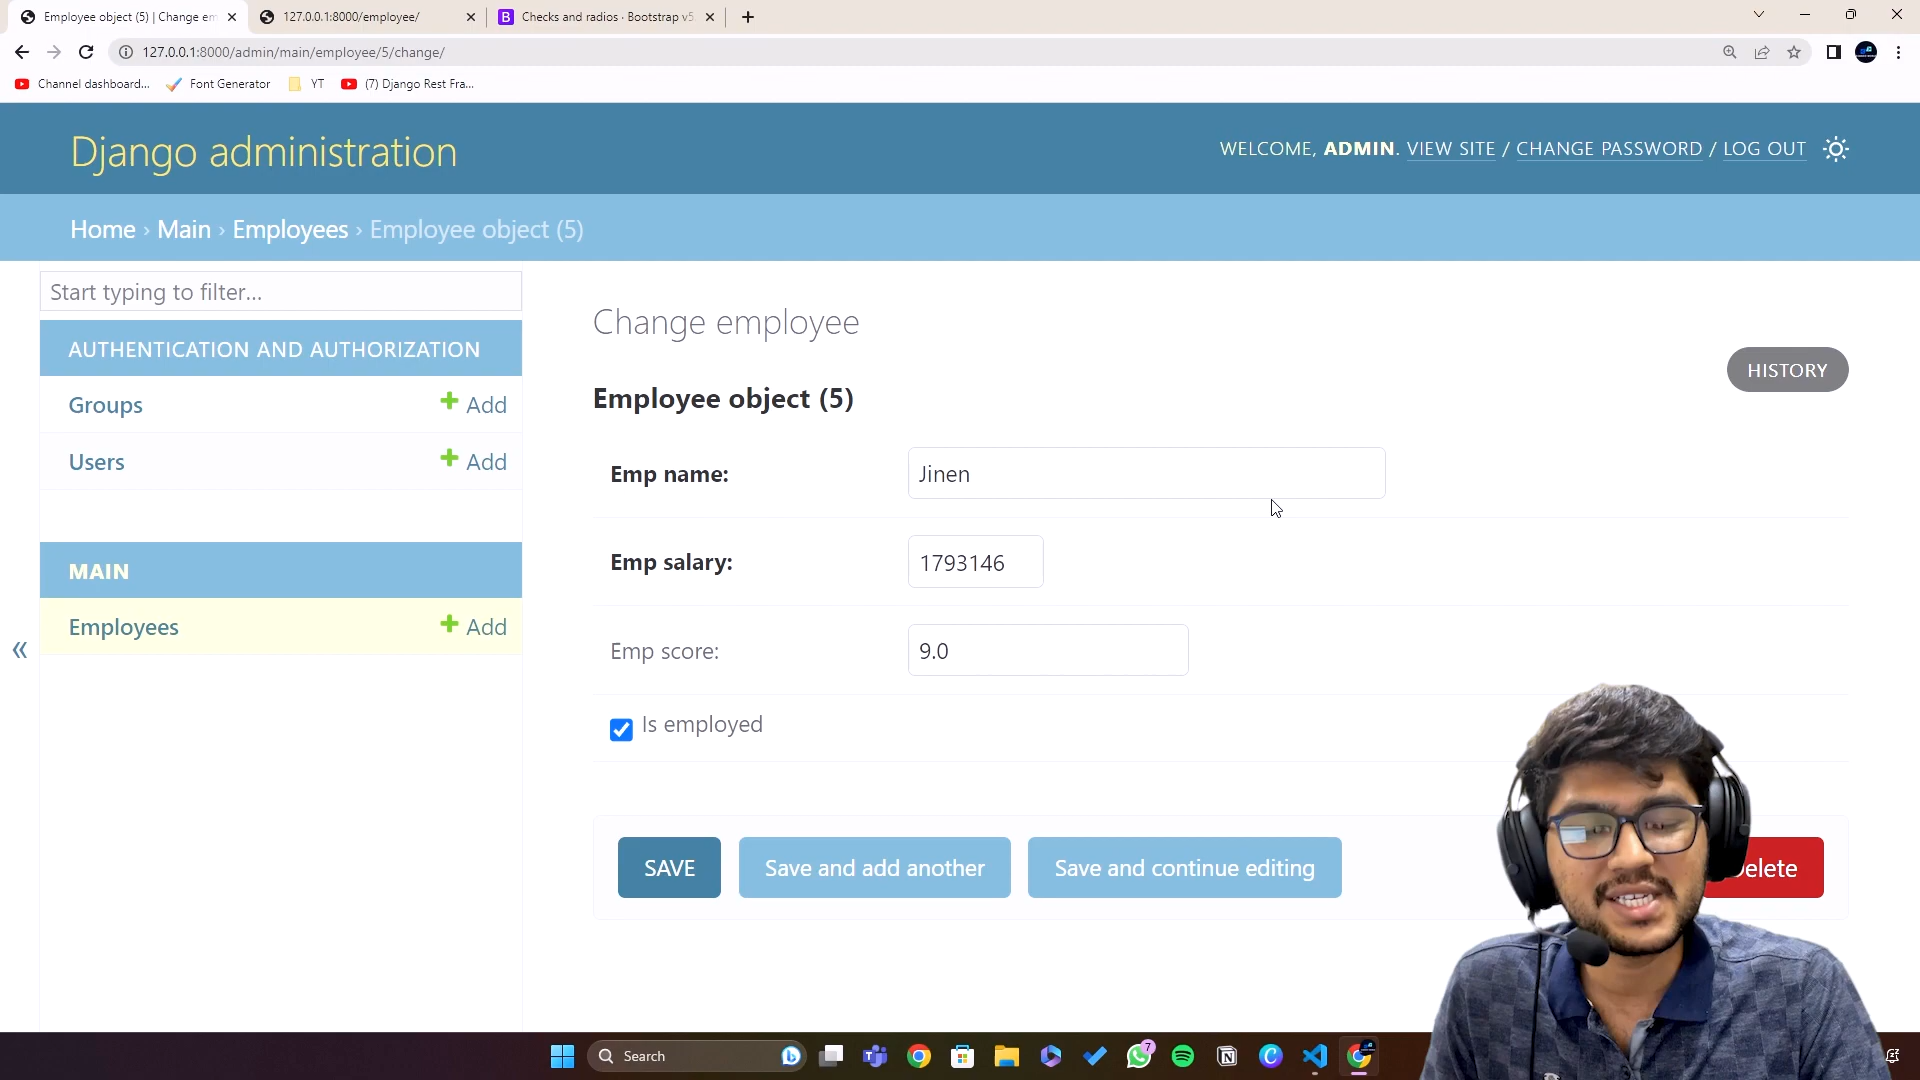 Employee object (5) | Change em
127.0.0.1:8000/employee/
B Checks and radios · Bootstrap v5.
127.0.0.1:8000/admin/main/employee/5/change/
Channel dashboard...
Font Generator
YT
(7) Django Rest Fra...
Django administration
WELCOME, ADMIN. VIEW SITE / CHANGE PASSWORD / LOG OUT
Home › Main › Employees › Employee object (5)
Start typing to filter...
AUTHENTICATION AND AUTHORIZATION
Groups + Add
Users + Add
MAIN
Employees + Add
«
Change employee
HISTORY
Employee object (5)
Emp name: Jinen
Emp salary: 1793146
Emp score: 9.0
Is employed
SAVE
Save and add another
Save and continue editing
elete
Search
7